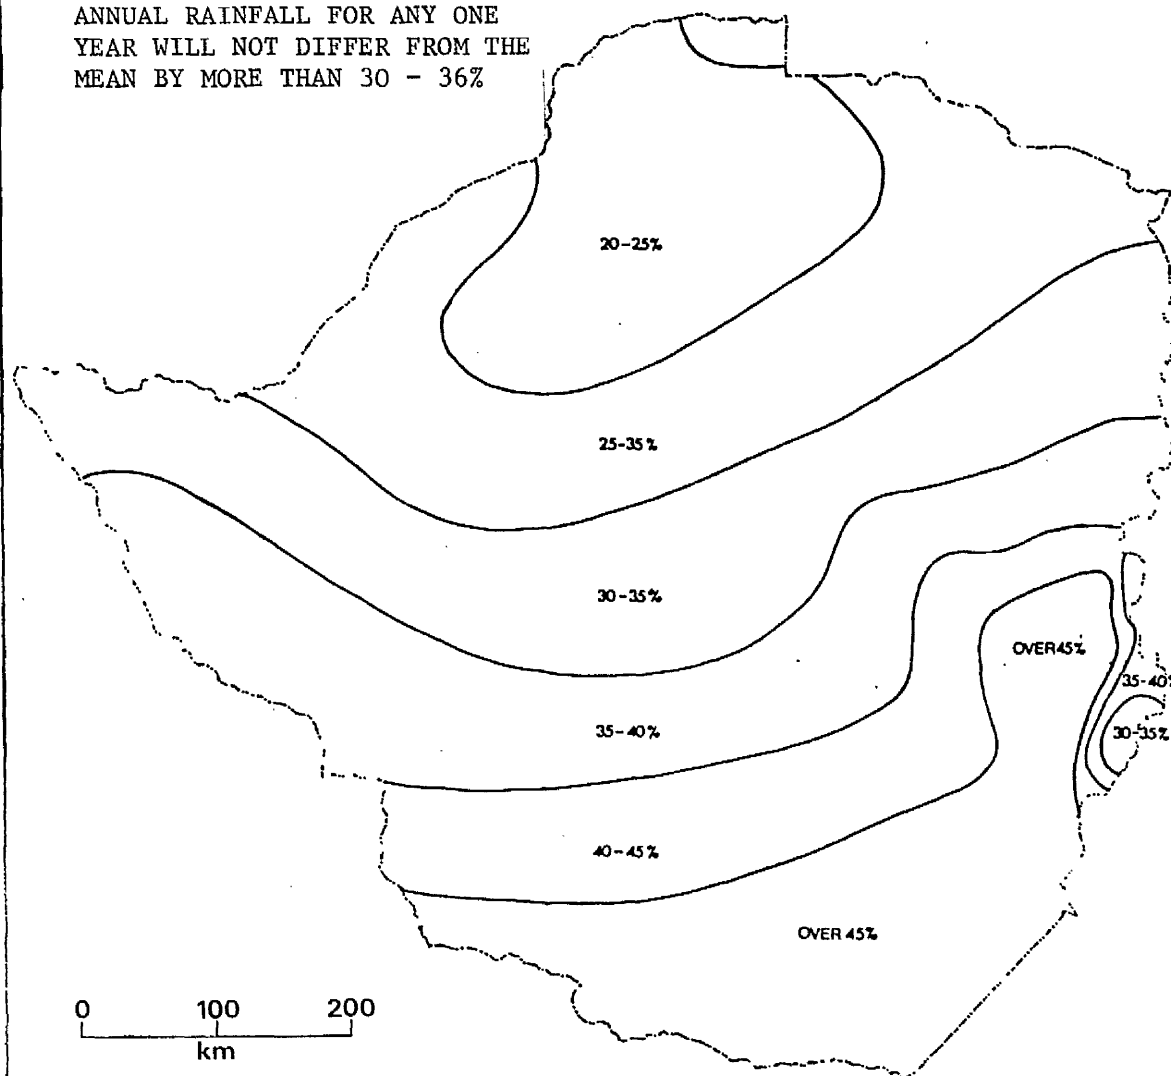 ANNUAL RAINFALL FOR ANY ONE
YEAR WILL NOT DIFFER FROM THE
MEAN BY MORE THAN 30 - 36%
20-25%
25-35%
30-35%
OVER 45%
35-40%
30-35%
35-40%
40-45%
OVER 45%
0 100 200
km